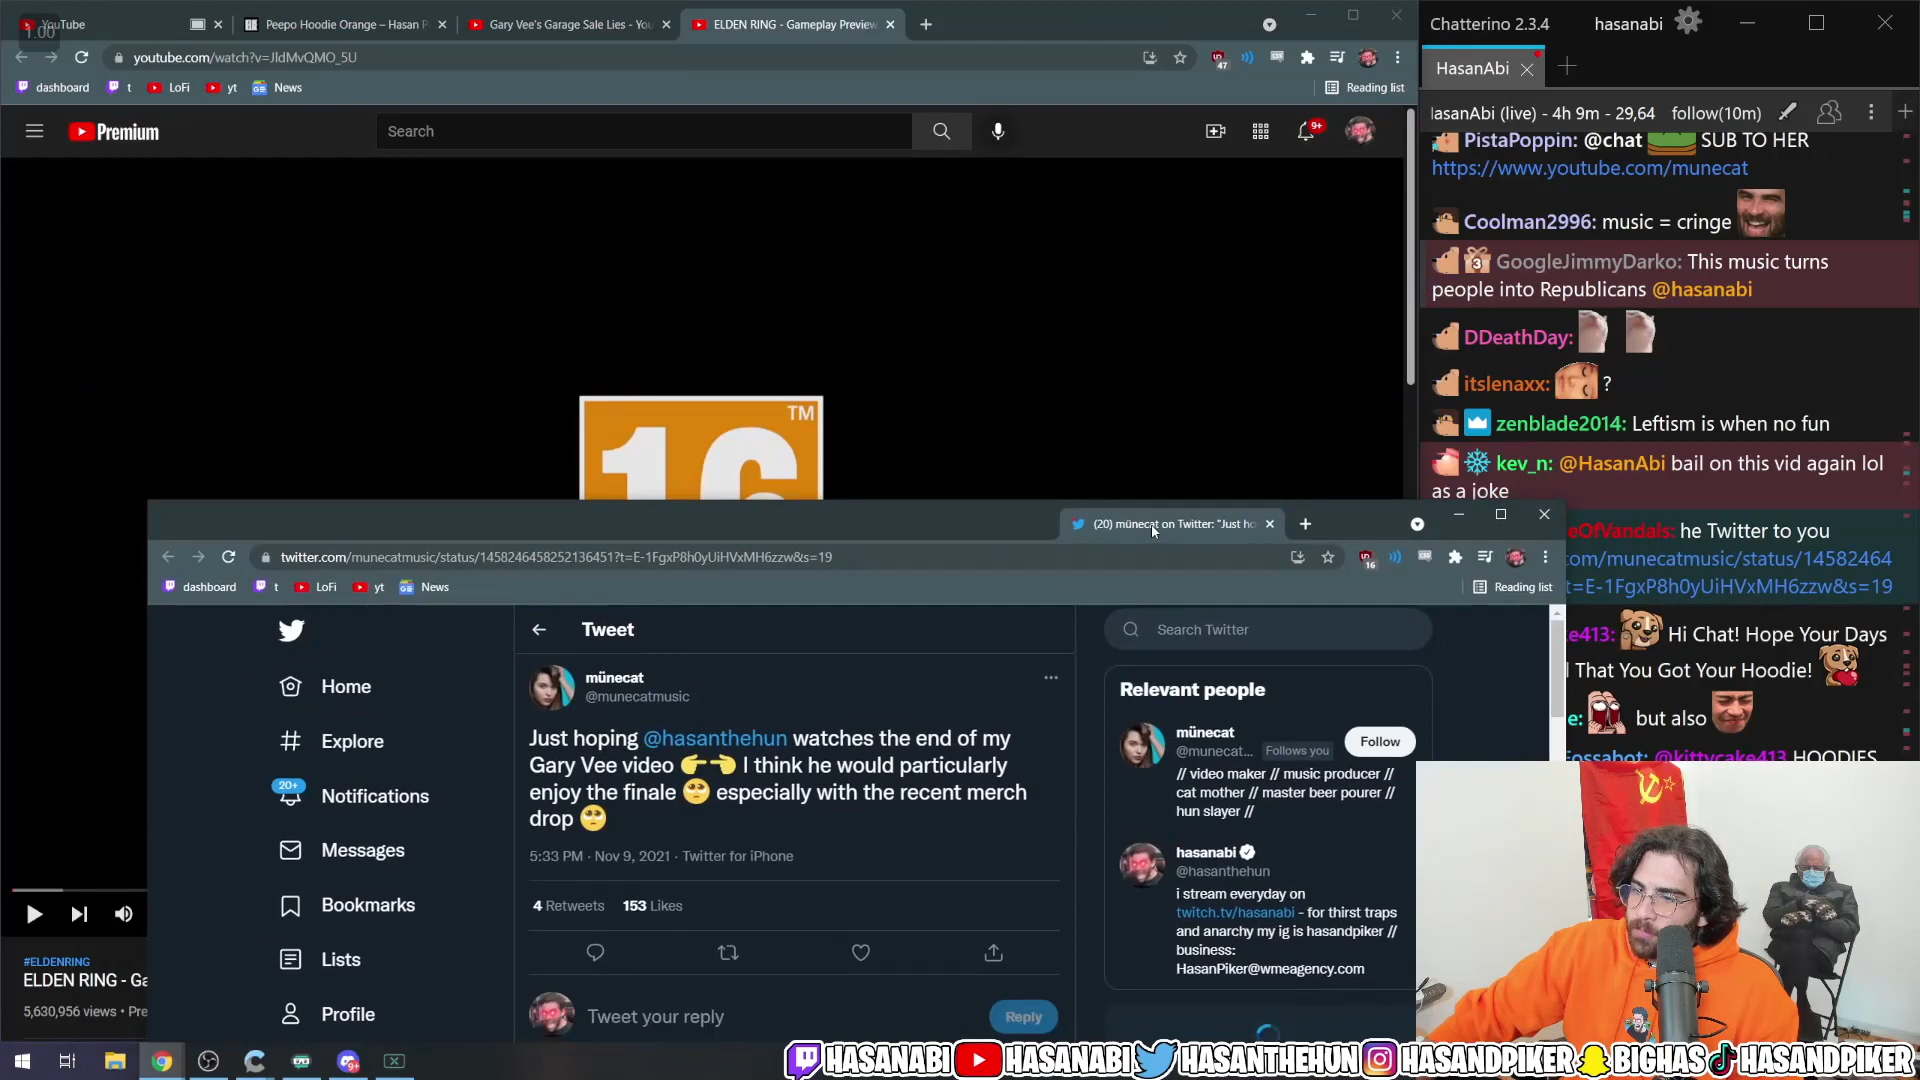 1.00
YouTube
Peepo Hoodie Orange – Hasan P
Gary Vee's Garage Sale Lies - You
ELDEN RING - Gameplay Preview
youtube.com/watch?v=JldMvQMO_5U
47
dashboard
t
LoFi
yt
News
Reading list
Premium
Search
9+
TM
16
#ELDENRING
ELDEN RING - Ga
5,630,956 views • Pre
(20) münecat on Twitter: "Just ho
twitter.com/munecatmusic/status/1458246458252136451?t=E-1FgxP8h0yUiHVxMH6zzw&s=19
16
dashboard
t
LoFi
yt
News
Reading list
Home
Explore
20+
Notifications
Messages
Bookmarks
Lists
Profile
Tweet
münecat
@munecatmusic
Just hoping @hasanthehun watches the end of my
Gary Vee video 👉👈 I think he would particularly
enjoy the finale 🥺 especially with the recent merch
drop 🥺
5:33 PM · Nov 9, 2021 · Twitter for iPhone
4 Retweets 153 Likes
Tweet your reply
Reply
Search Twitter
Relevant people
münecat
@munecat... Follows you
Follow
// video maker // music producer //
cat mother // master beer pourer //
hun slayer //
hasanabi
@hasanthehun
i stream everyday on
twitch.tv/hasanabi - for thirst traps
and anarchy my ig is hasandpiker //
business:
HasanPiker@wmeagency.com
Chatterino 2.3.4
hasanabi
HasanAbi
HasanAbi (live) - 4h 9m - 29,64 follow(10m)
PistaPoppin: @chat SUB TO HER
https://www.youtube.com/munecat
Coolman2996: music = cringe
3 GoogleJimmyDarko: This music turns
people into Republicans @hasanabi
DDeathDay:
itslenaxx: ?
zenblade2014: Leftism is when no fun
kev_n: @HasanAbi bail on this vid again lol
as a joke
eOfVandals: he Twitter to you
com/munecatmusic/status/14582464
t=E-1FgxP8h0yUiHVxMH6zzw&s=19
ke413: Hi Chat! Hope Your Days
l That You Got Your Hoodie!
e: but also
Fossabot: @kittycake413 HOODIES
HASANABI HASANABI HASANTHEHUN HASANDPIKER BIGHAS HASANDPIKER